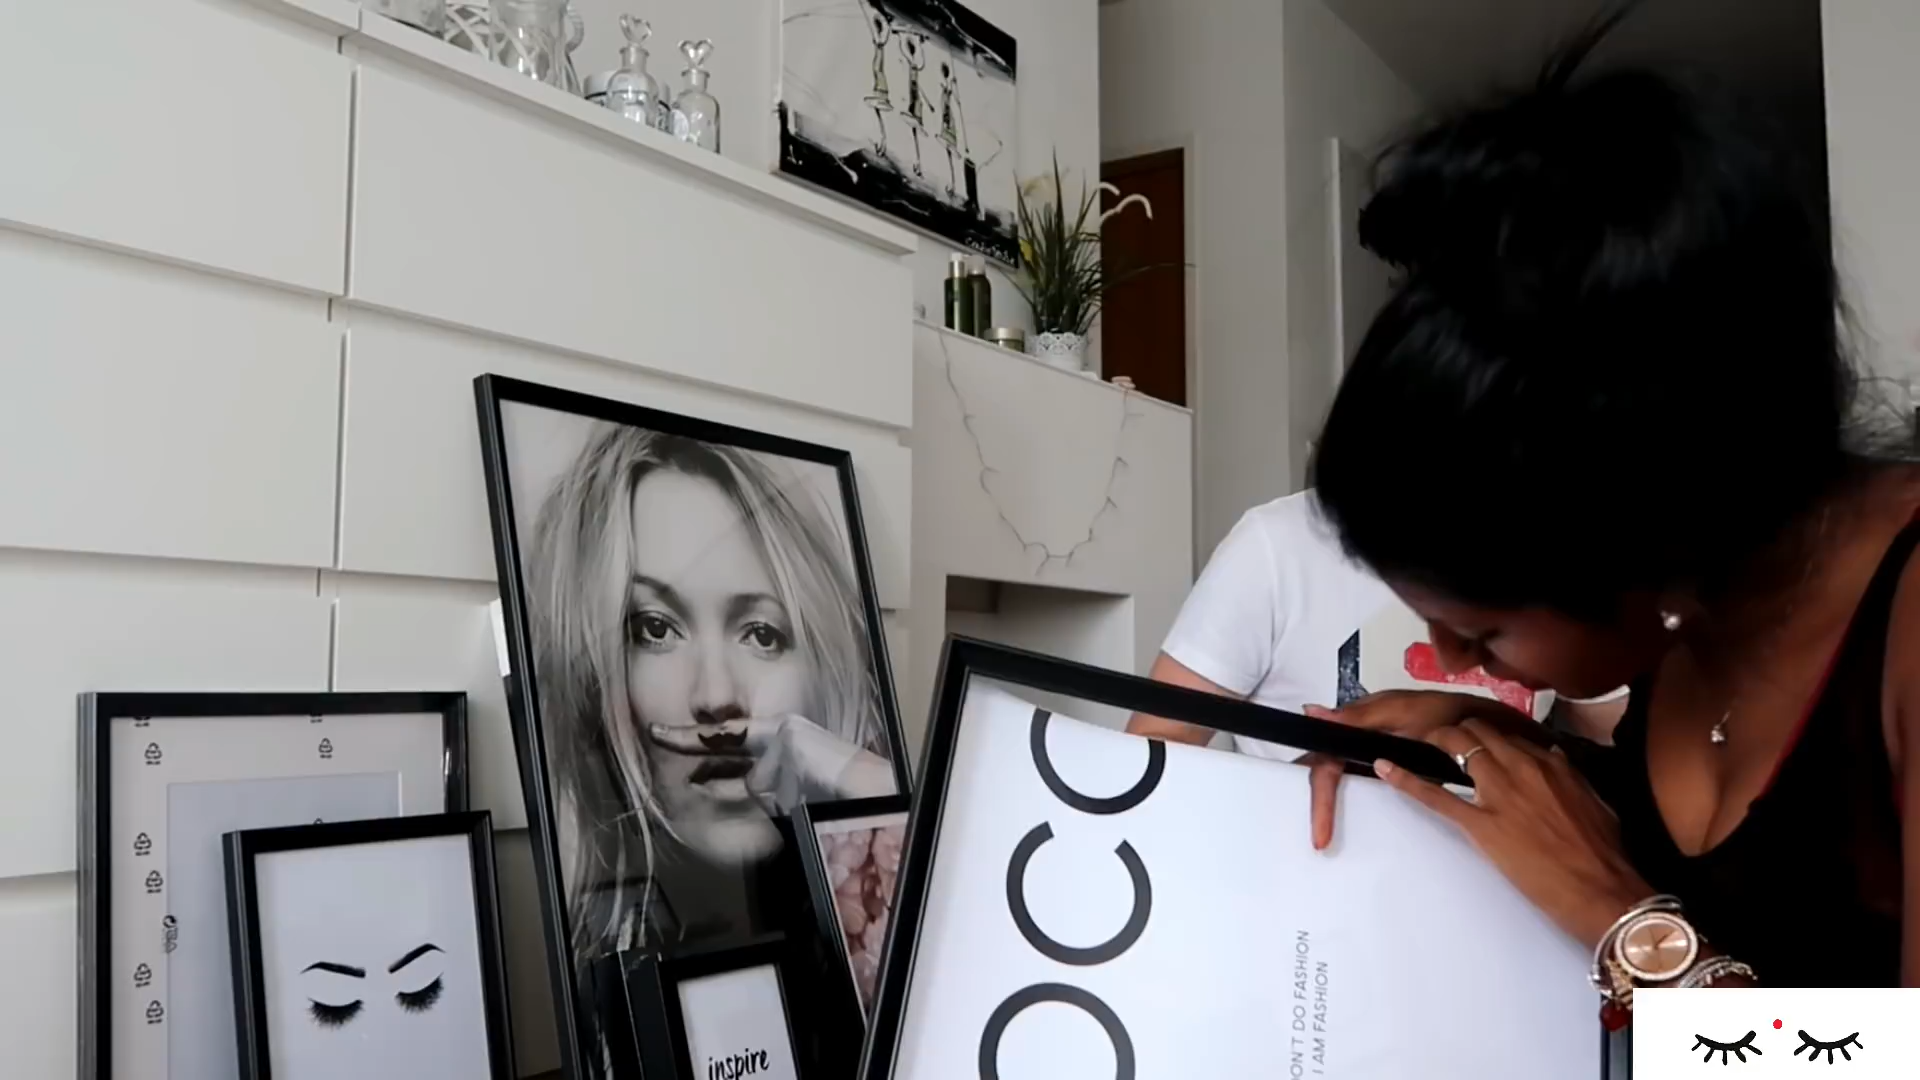 inspire
COCO
I DON'T DO FASHION
I AM FASHION